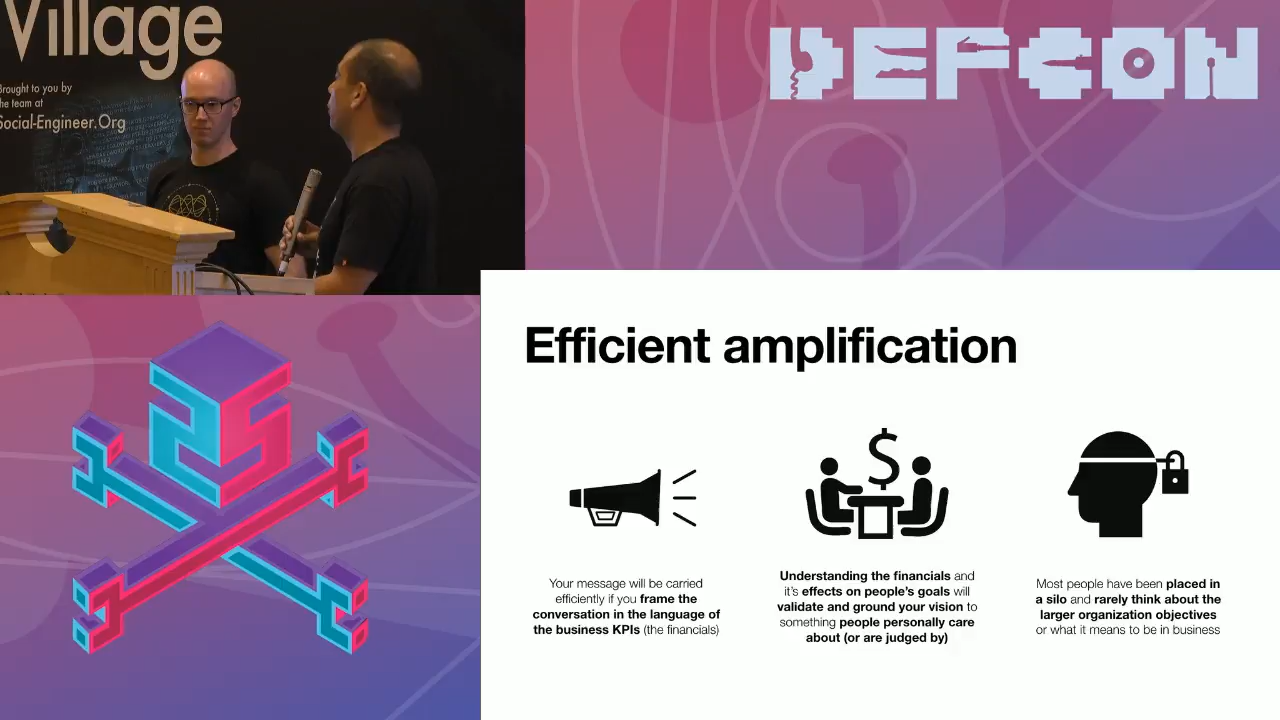 Village
Brought to you by
the team at
Social-Engineer.Org
DEFCON
25
Efficient amplification
$
Your message will be carried
efficiently if you frame the
conversation in the language of
the business KPIs (the financials)
Understanding the financials and
it's effects on people's goals will
validate and ground your vision to
something people personally care
about (or are judged by)
Most people have been placed in
a silo and rarely think about the
larger organization objectives
or what it means to be in business